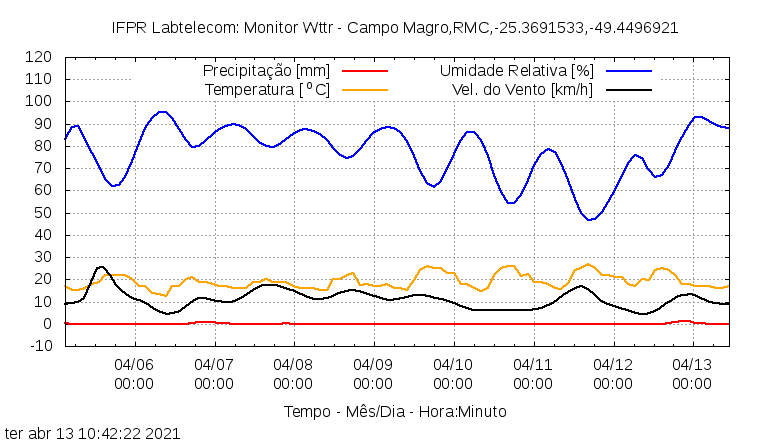 IFPR Labtelecom: Monitor Wttr - Campo Magro,RMC,-25.3691533,-49.4496921
Precipitação [mm]
Umidade Relativa [%]
Temperatura [⁰C]
Vel. do Vento [km/h]
120
110
100
90
80
70
60
50
40
30
20
10
0
-10
04/06 04/07 04/08 04/09 04/10 04/11 04/12 04/13
00:00 00:00 00:00 00:00 00:00 00:00 00:00 00:00
Tempo - Mês/Dia - Hora:Minuto
ter abr 13 10:42:22 2021